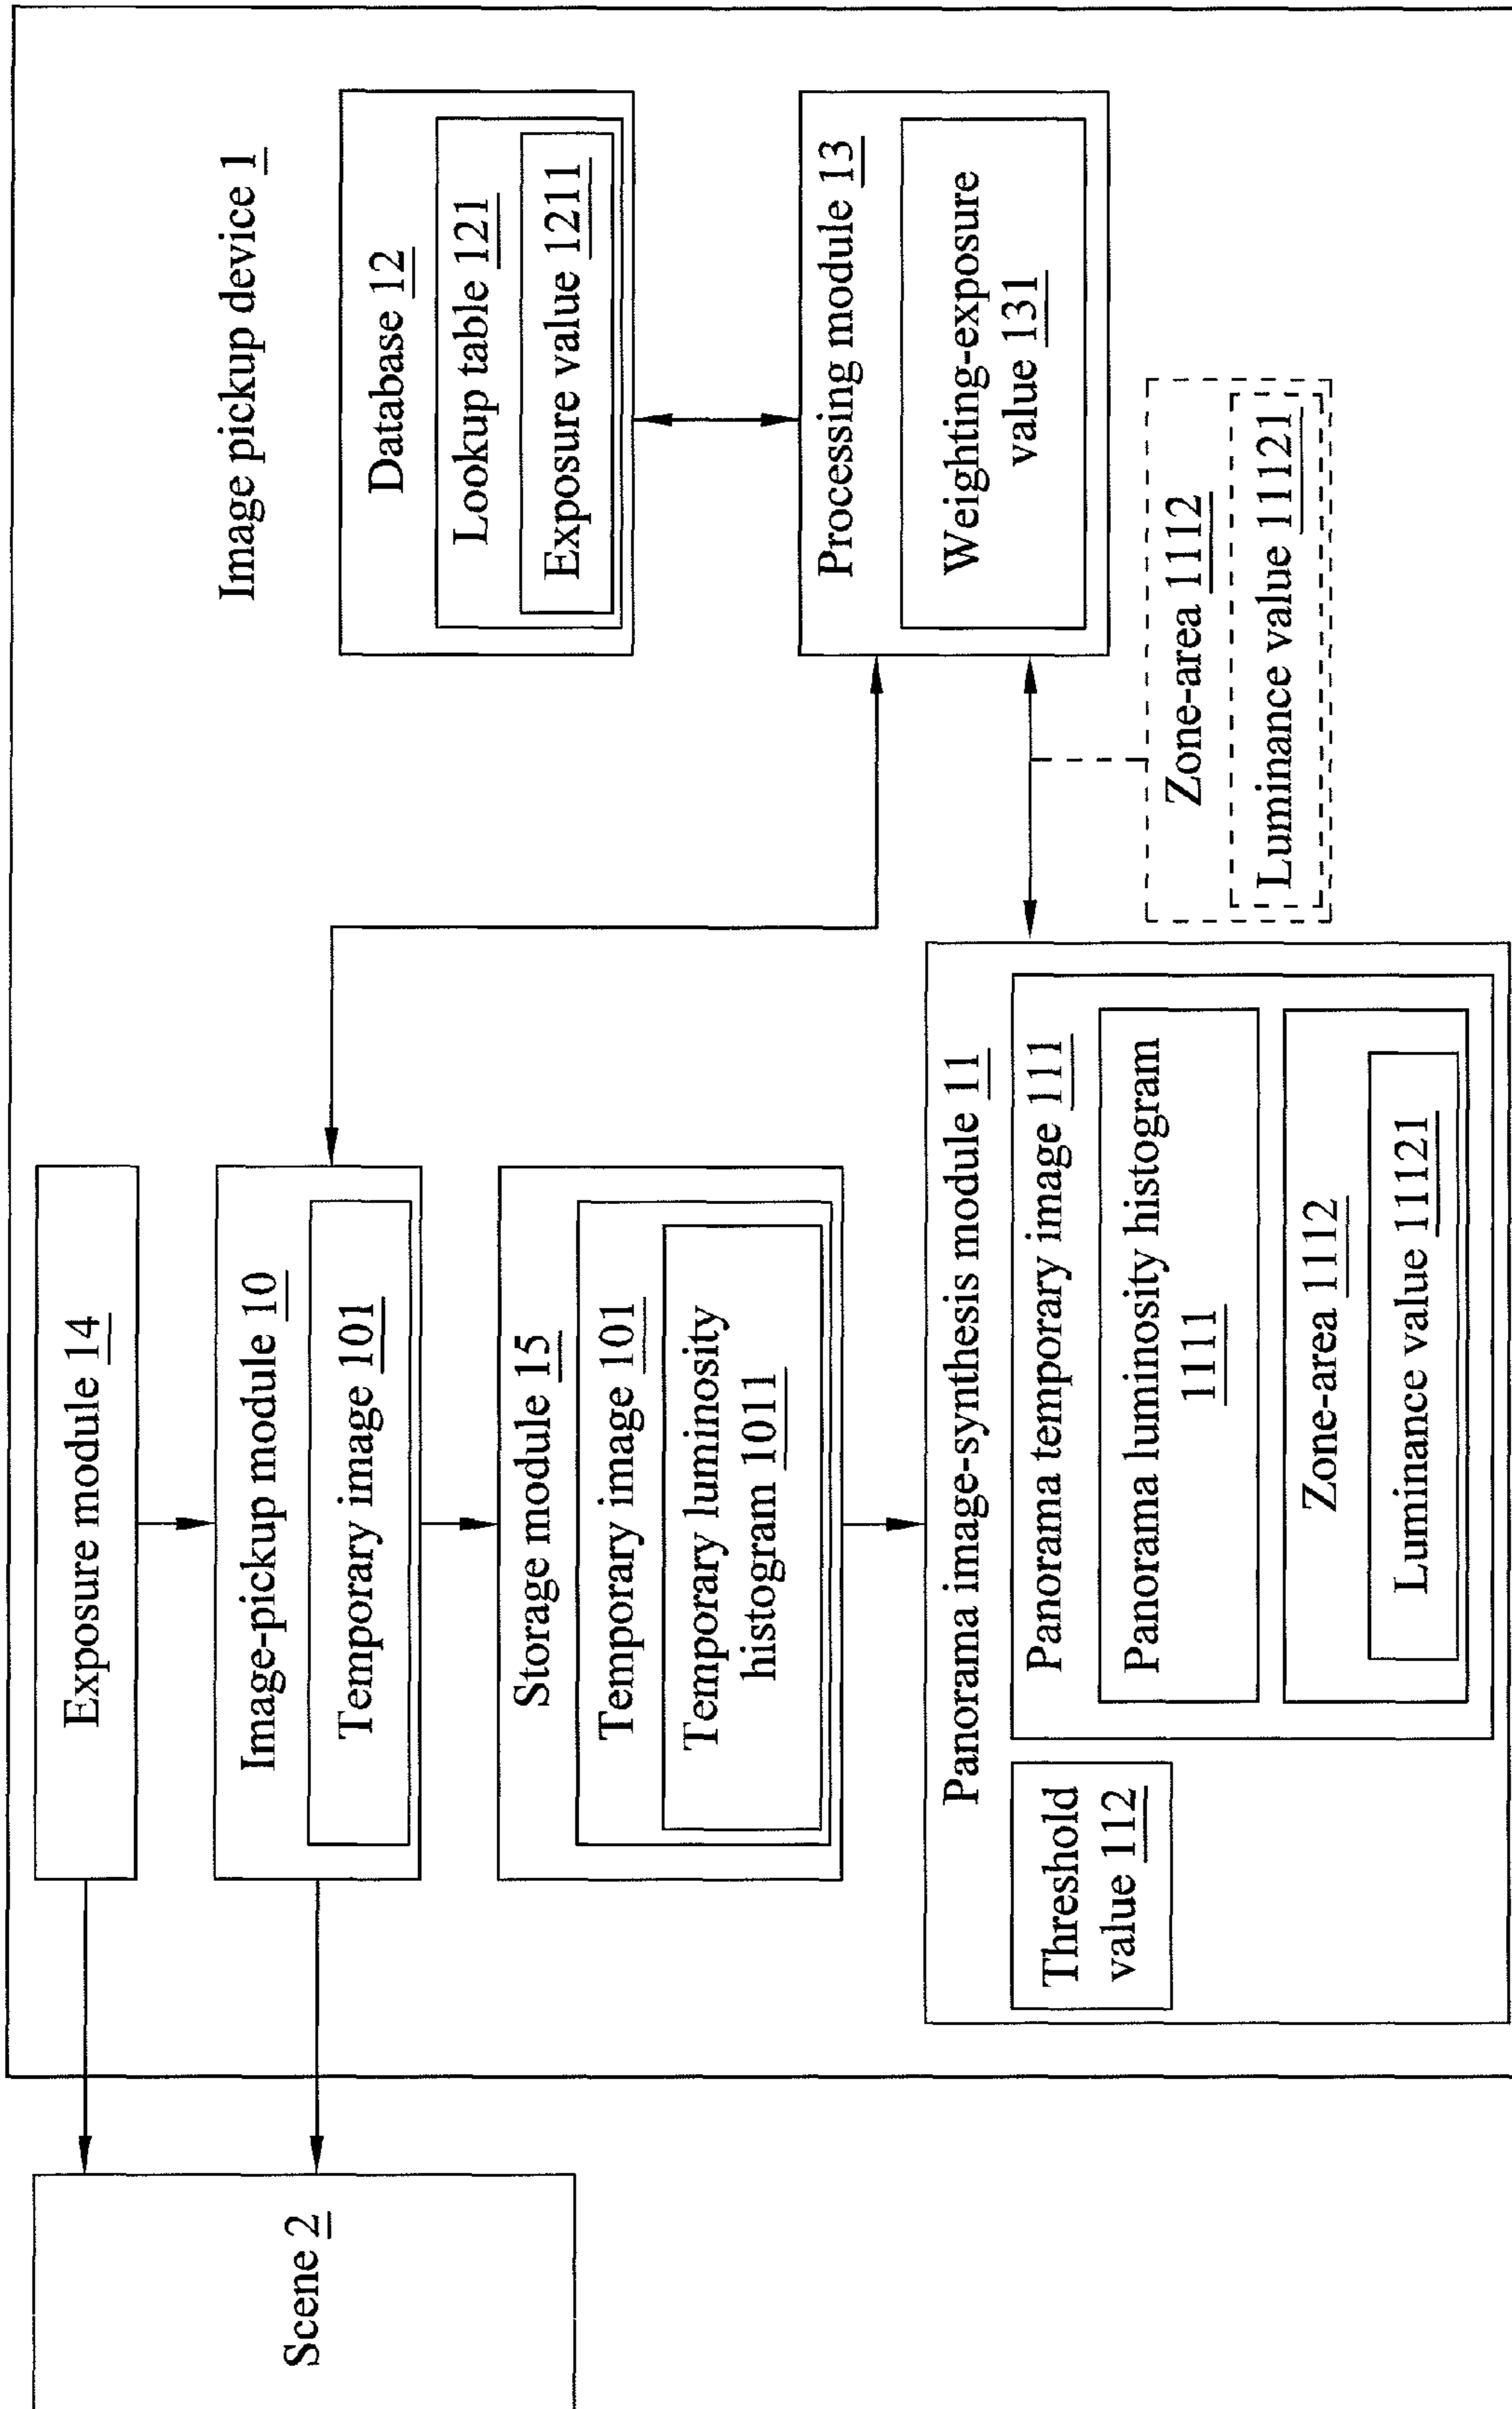 Image pickup device 1
Scene 2
Exposure module 14
Image-pickup module 10
Temporary image 101
Storage module 15
Temporary image 101
Temporary luminosity
histogram 1011
Panorama image-synthesis module 11
Threshold
value 112
Panorama temporary image 111
Panorama luminosity histogram
1111
Zone-area 1112
Luminance value 11121
Database 12
Lookup table 121
Exposure value 1211
Processing module 13
Weighting-exposure
value 131
Zone-area 1112
Luminance value 11121